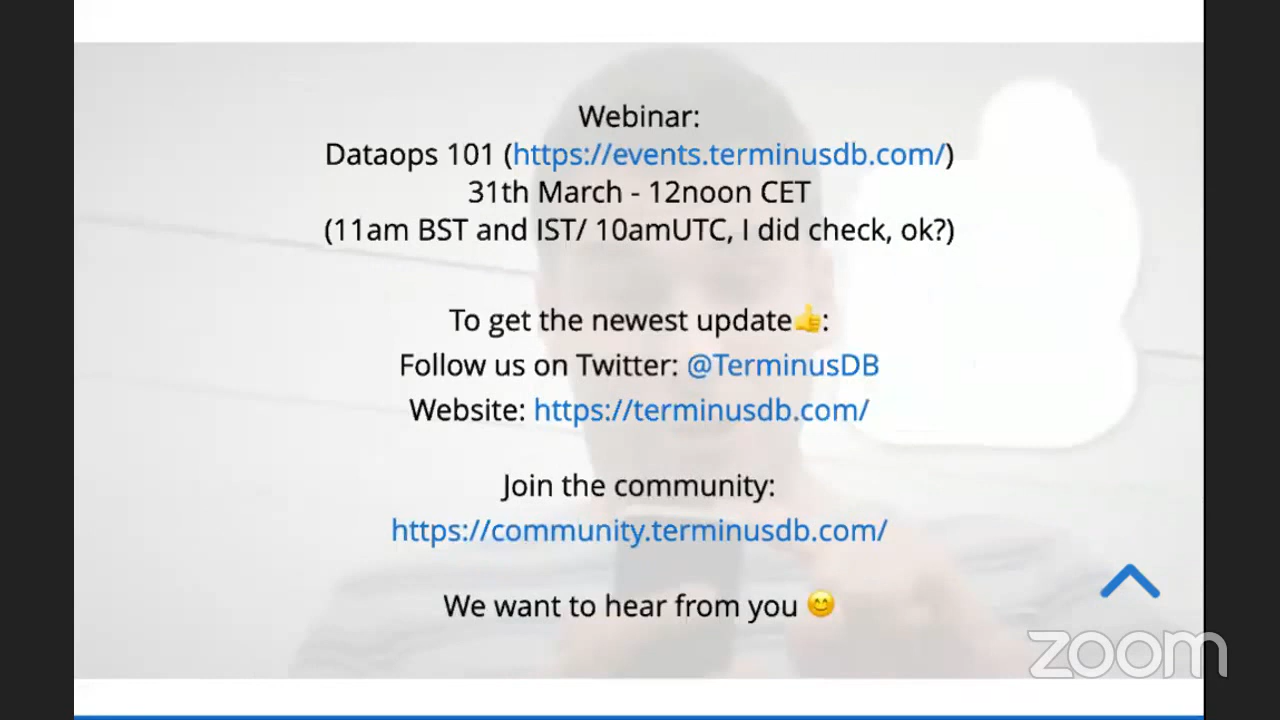 Webinar:
Dataops 101 (https://events.terminusdb.com/)
31th March - 12noon CET
(11am BST and IST/ 10amUTC, I did check, ok?)
To get the newest update👍:
Follow us on Twitter: @TerminusDB
Website: https://terminusdb.com/
Join the community:
https://community.terminusdb.com/
We want to hear from you 😊
zoom